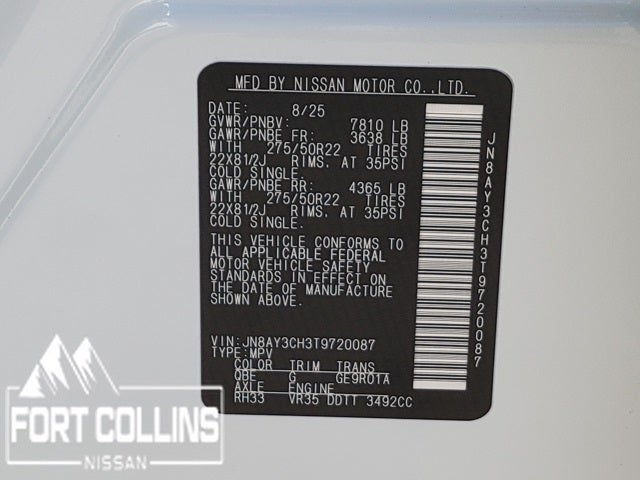 MFD BY NISSAN MOTOR CO.,LTD.
DATE: 8/25
GVWR/PNBV: 7810 LB
GAWR/PNBE FR: 3638 LB
WITH 275/50R22 TIRES
22X81/2J RIMS. AT 35PSI
COLD SINGLE.
GAWR/PNBE RR: 4365 LB
WITH 275/50R22 TIRES
22X81/2J RIMS. AT 35PSI
COLD SINGLE.
THIS VEHICLE CONFORMS TO
ALL APPLICABLE FEDERAL
MOTOR VEHICLE SAFETY
STANDARDS IN EFFECT ON
THE DATE OF MANUFACTURE
SHOWN ABOVE.
VIN: JN8AY3CH3T9720087
TYPE: MPV
COLOR TRIM TRANS
QBE G GE9R01A
AXLE ENGINE
RH33 VR35 DDTT 3492CC
JN8AY3CH3T9720087
FORT COLLINS
NISSAN